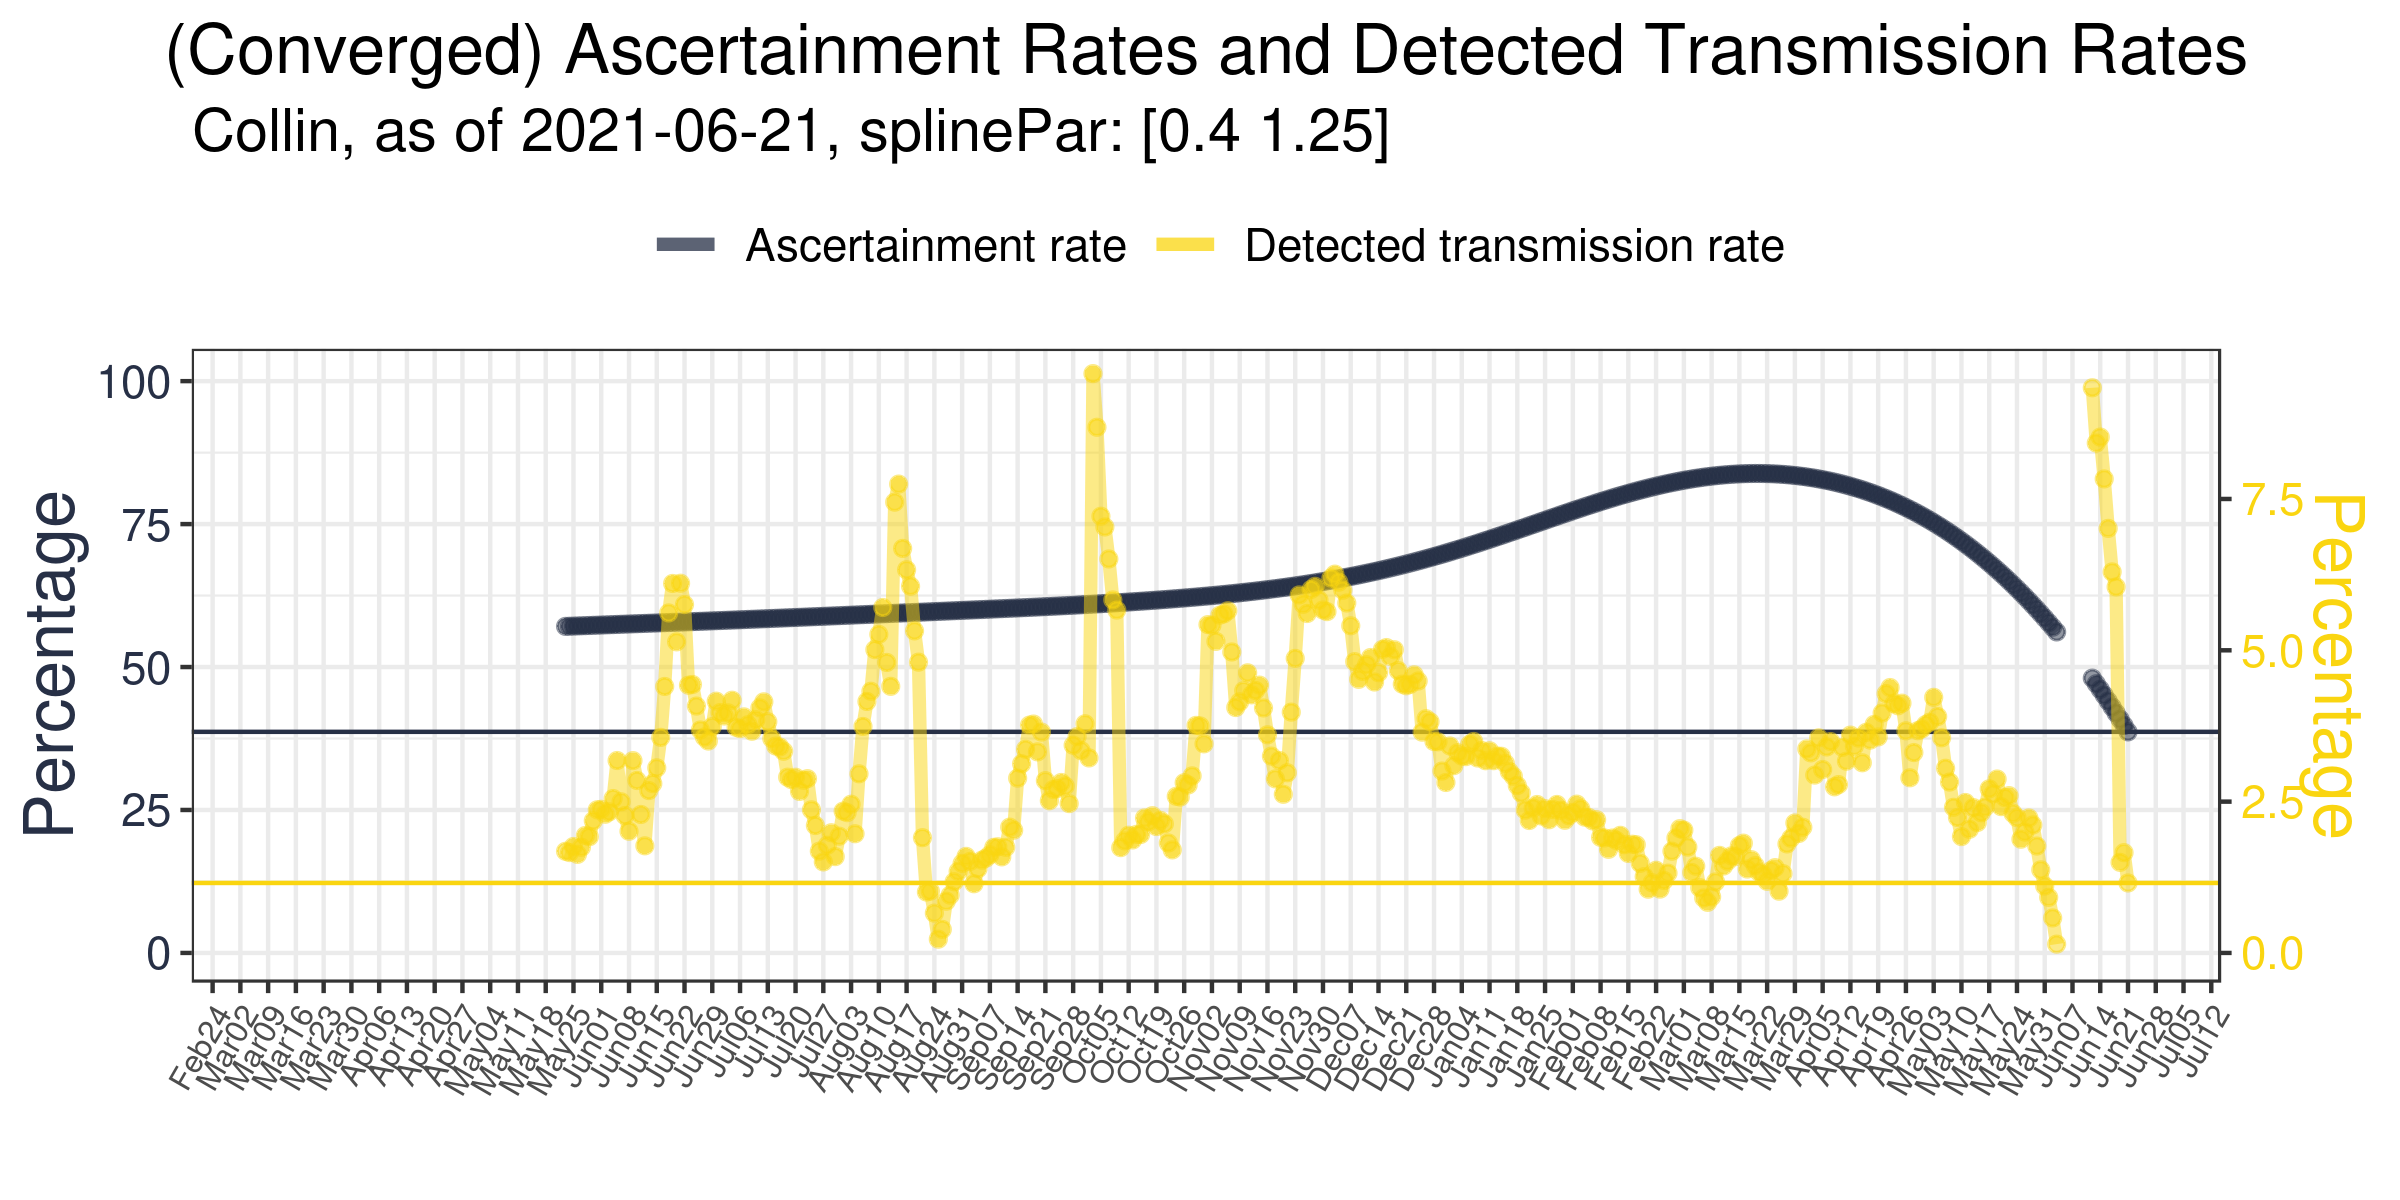 (Converged) Ascertainment Rates and Detected Transmission Rates
Collin, as of 2021-06-21, splinePar: [0.4 1.25]
Ascertainment rate
Detected transmission rate
Percentage
100
75
50
25
0
7.5
5.0
2.5
0.0
Percentage
Feb24
Mar02
Mar09
Mar16
Mar23
Mar30
Apr06
Apr13
Apr20
Apr27
May04
May11
May18
May25
Jun01
Jun08
Jun15
Jun22
Jun29
Jul06
Jul13
Jul20
Jul27
Aug03
Aug10
Aug17
Aug24
Aug31
Sep07
Sep14
Sep21
Sep28
Oct05
Oct12
Oct19
Oct26
Nov02
Nov09
Nov16
Nov23
Nov30
Dec07
Dec14
Dec21
Dec28
Jan04
Jan11
Jan18
Jan25
Feb01
Feb08
Feb15
Feb22
Mar01
Mar08
Mar15
Mar22
Mar29
Apr05
Apr12
Apr19
Apr26
May03
May10
May17
May24
May31
Jun07
Jun14
Jun21
Jun28
Jul05
Jul12